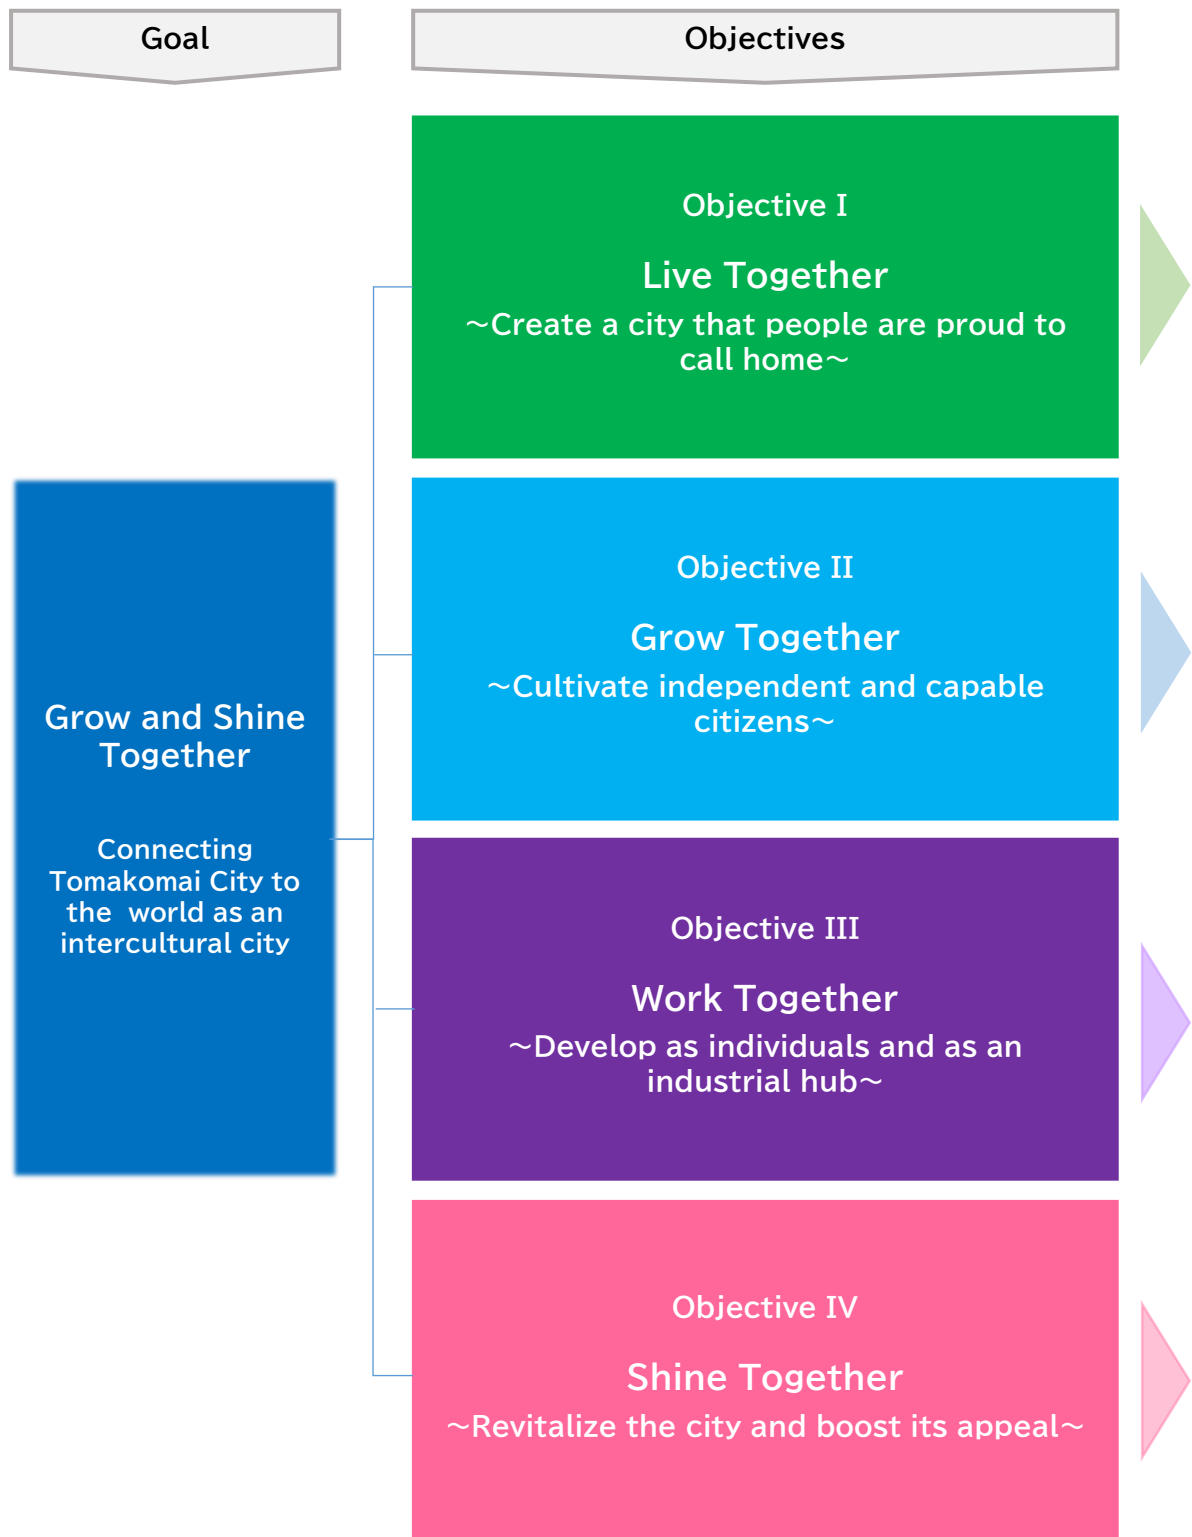 Goal
Objectives
Grow and Shine
Together
Connecting
Tomakomai City to
the  world as an
intercultural city
Objective I
Live Together
～Create a city that people are proud to
call home～
Objective II
Grow Together
～Cultivate independent and capable
citizens～
Objective III
Work Together
～Develop as individuals and as an
industrial hub～
Objective IV
Shine Together
～Revitalize the city and boost its appeal～